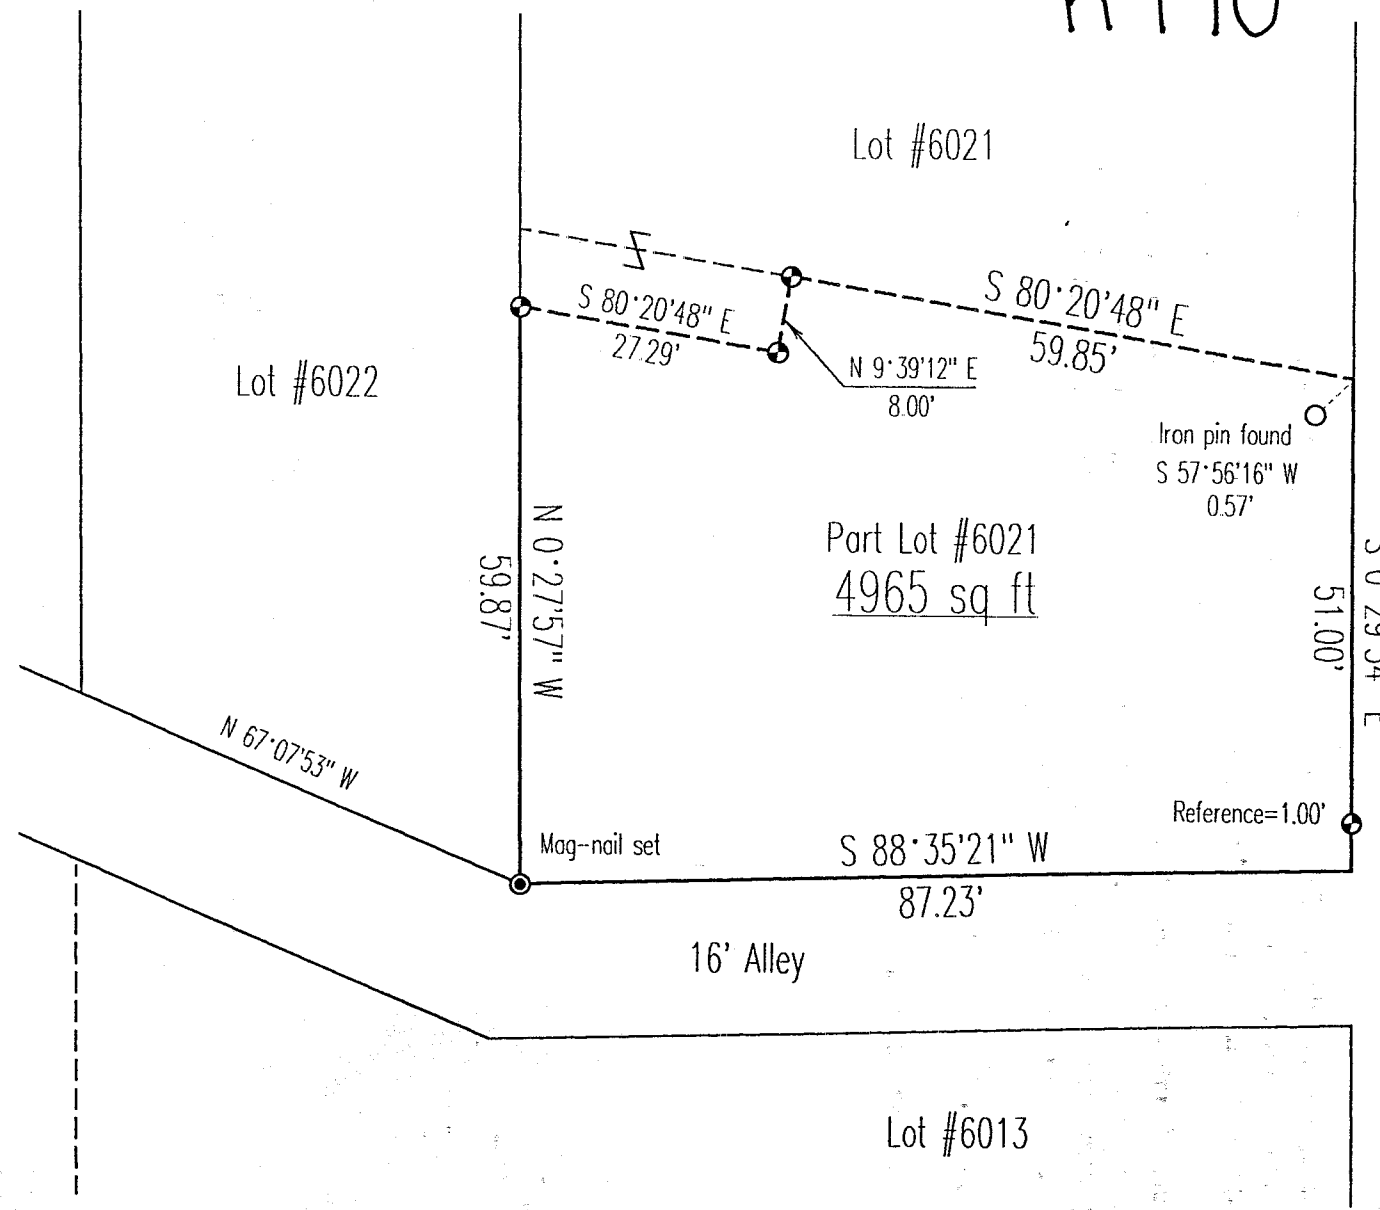 Lot #6021
S 80°20'48" E
59.85'
S 80°20'48" E
27.29'
N 9°39'12" E
8.00'
Lot #6022
Iron pin found
S 57°56'16" W
0.57'
Part Lot #6021
4965 sq ft
N 0°27'57" W
59.87'
51.00'
N 67°07'53" W
Reference=1.00'
Mag-nail set
S 88°35'21" W
87.23'
16' Alley
Lot #6013